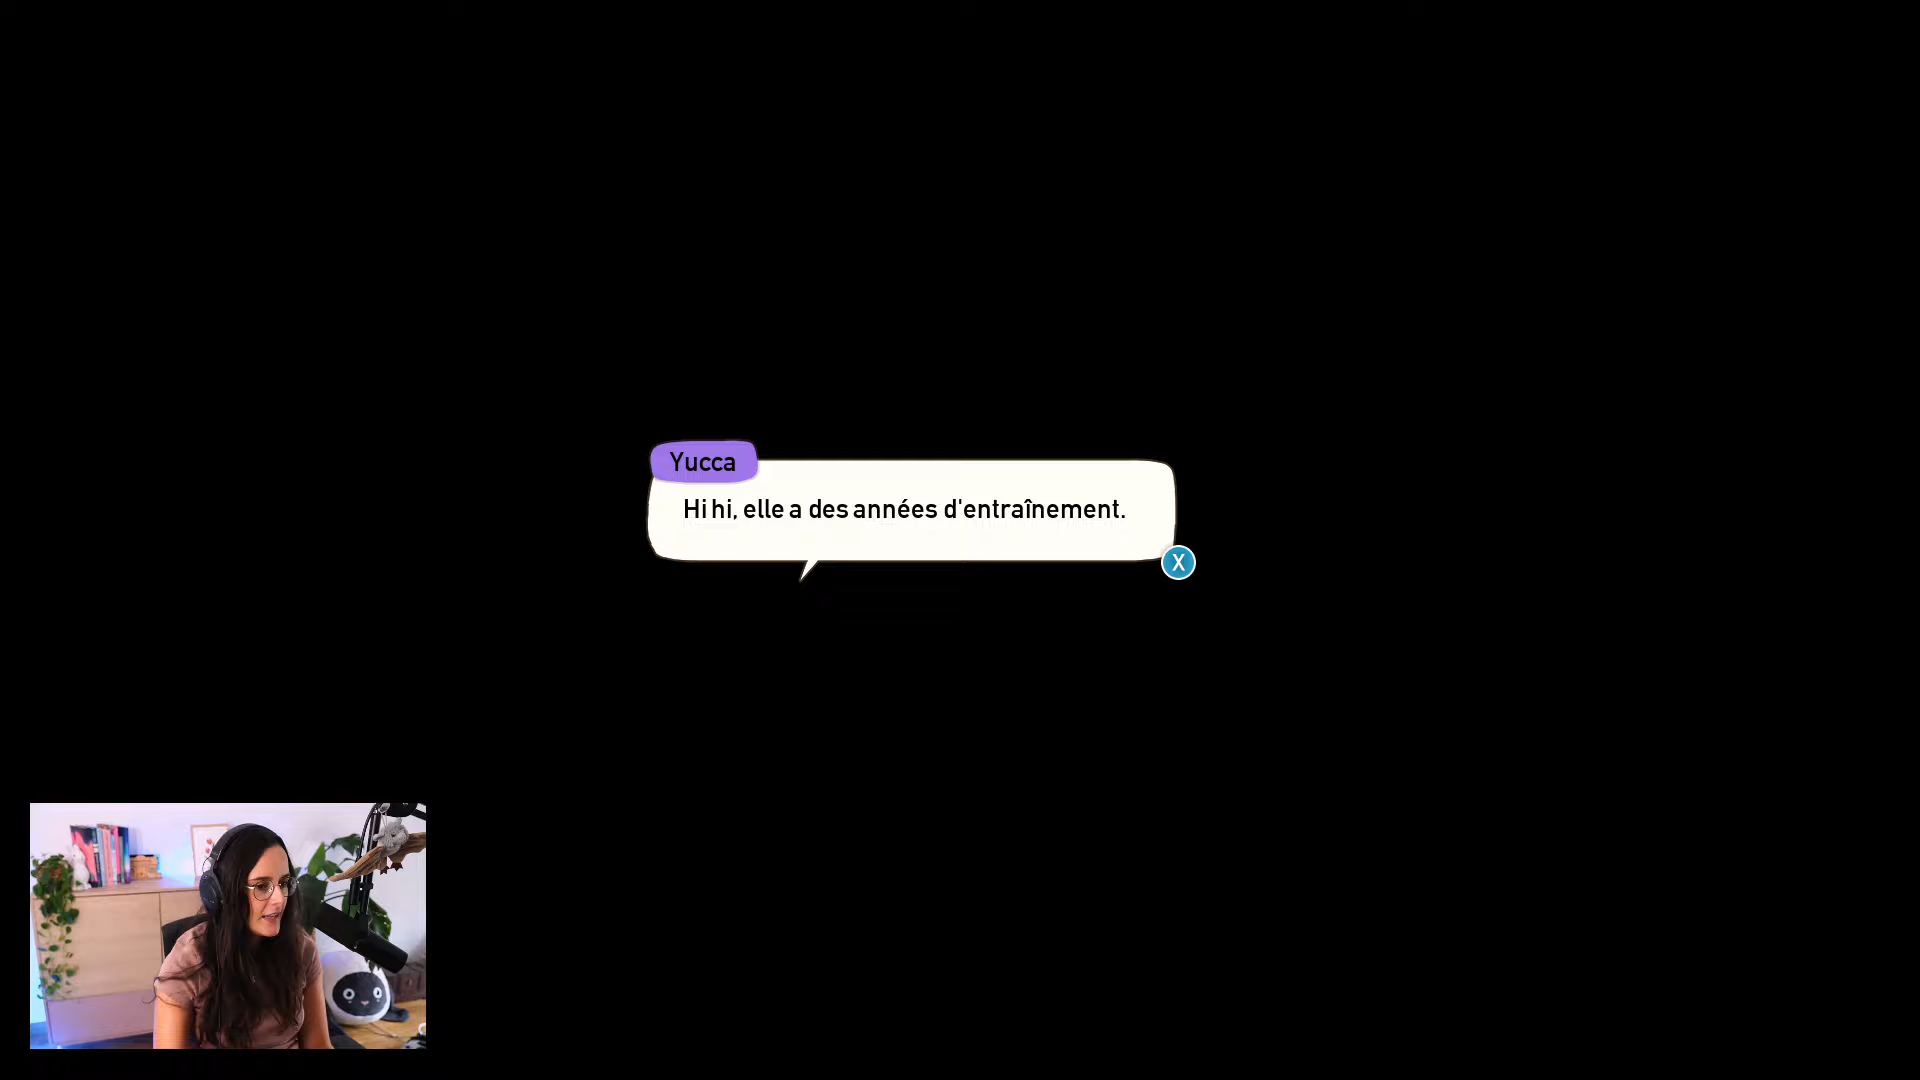 Yucca
Hi hi, elle a des années d'entraînement.
X